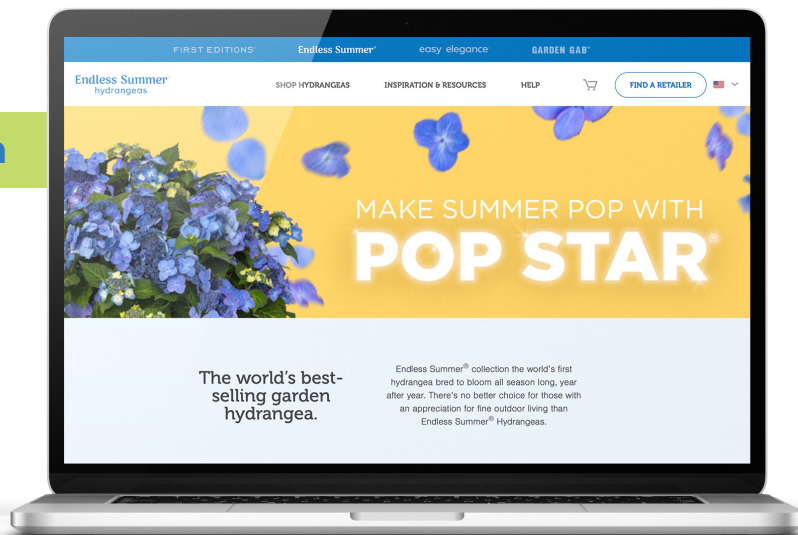 FIRST EDITIONS®
Endless Summer®
easy elegance®
GARDEN GAB™
Endless Summer®
hydrangeas
SHOP HYDRANGEAS
INSPIRATION & RESOURCES
HELP
FIND A RETAILER
MAKE SUMMER POP WITH
POP STAR®
The world's best-
selling garden
hydrangea.
Endless Summer® collection the world's first
hydrangea bred to bloom all season long, year
after year. There's no better choice for those with
an appreciation for fine outdoor living than
Endless Summer® Hydrangeas.